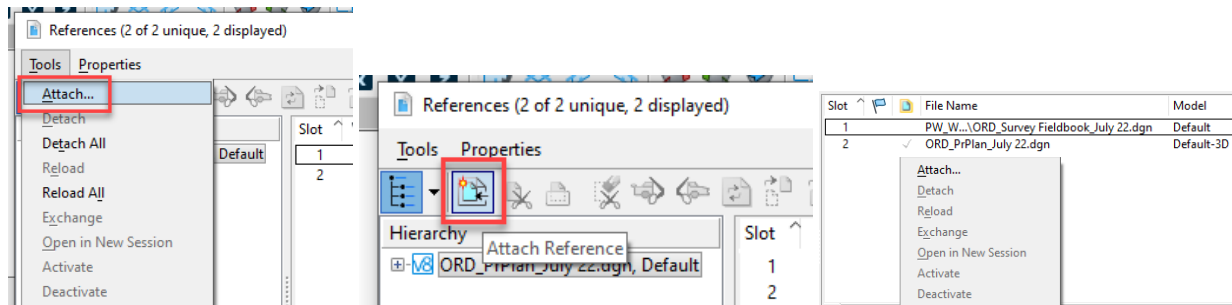 References (2 of 2 unique, 2 displayed)
Tools Properties
Attach...
Detach
Detach All
Reload
Reload All
Exchange
Open in New Session
Activate
Deactivate
Slot
Default
1
2
References (2 of 2 unique, 2 displayed)
Tools Properties
Hierarchy
Attach Reference
V8 ORD_PrPlan_July 22.dgn, Default
Slot
1
2
Slot File Name Model
1 PW_W...\ORD_Survey Fieldbook_July 22.dgn Default
2 ORD_PrPlan_July 22.dgn Default-3D
Attach...
Detach
Reload
Exchange
Open in New Session
Activate
Deactivate